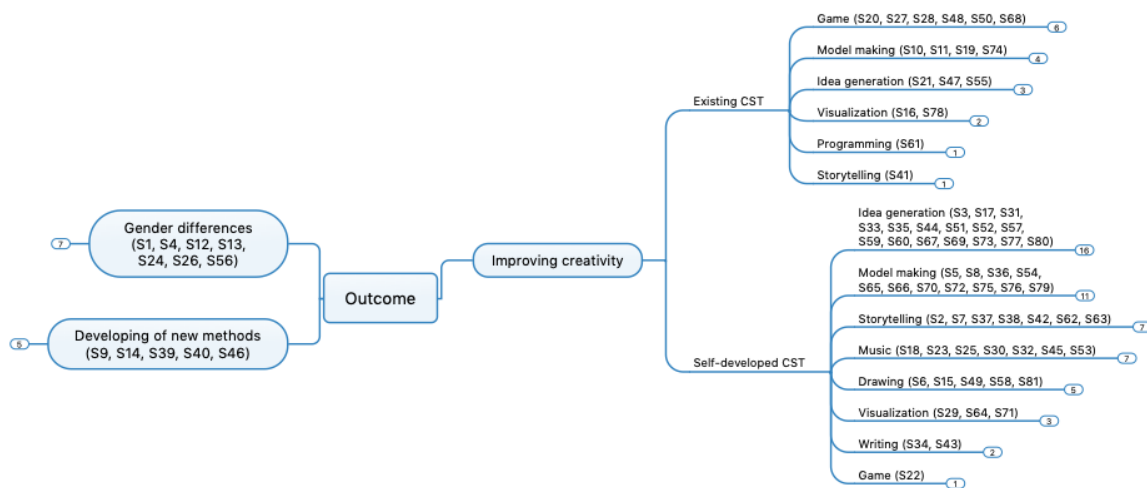 Game (S20, S27, S28, S48, S50, S68)
6
Model making (S10, S11, S19, S74)
4
Idea generation (S21, S47, S55)
3
Existing CST
Visualization (S16, S78)
2
Programming (S61)
1
Storytelling (S41)
1
Gender differences
(S1, S4, S12, S13,
S24, S26, S56)
7
Improving creativity
Outcome
Developing of new methods
(S9, S14, S39, S40, S46)
5
Idea generation (S3, S17, S31,
S33, S35, S44, S51, S52, S57,
S59, S60, S67, S69, S73, S77, S80)
16
Model making (S5, S8, S36, S54,
S65, S66, S70, S72, S75, S76, S79)
11
Storytelling (S2, S7, S37, S38, S42, S62, S63)
7
Self-developed CST
Music (S18, S23, S25, S30, S32, S45, S53)
7
Drawing (S6, S15, S49, S58, S81)
5
Visualization (S29, S64, S71)
3
Writing (S34, S43)
2
Game (S22)
1